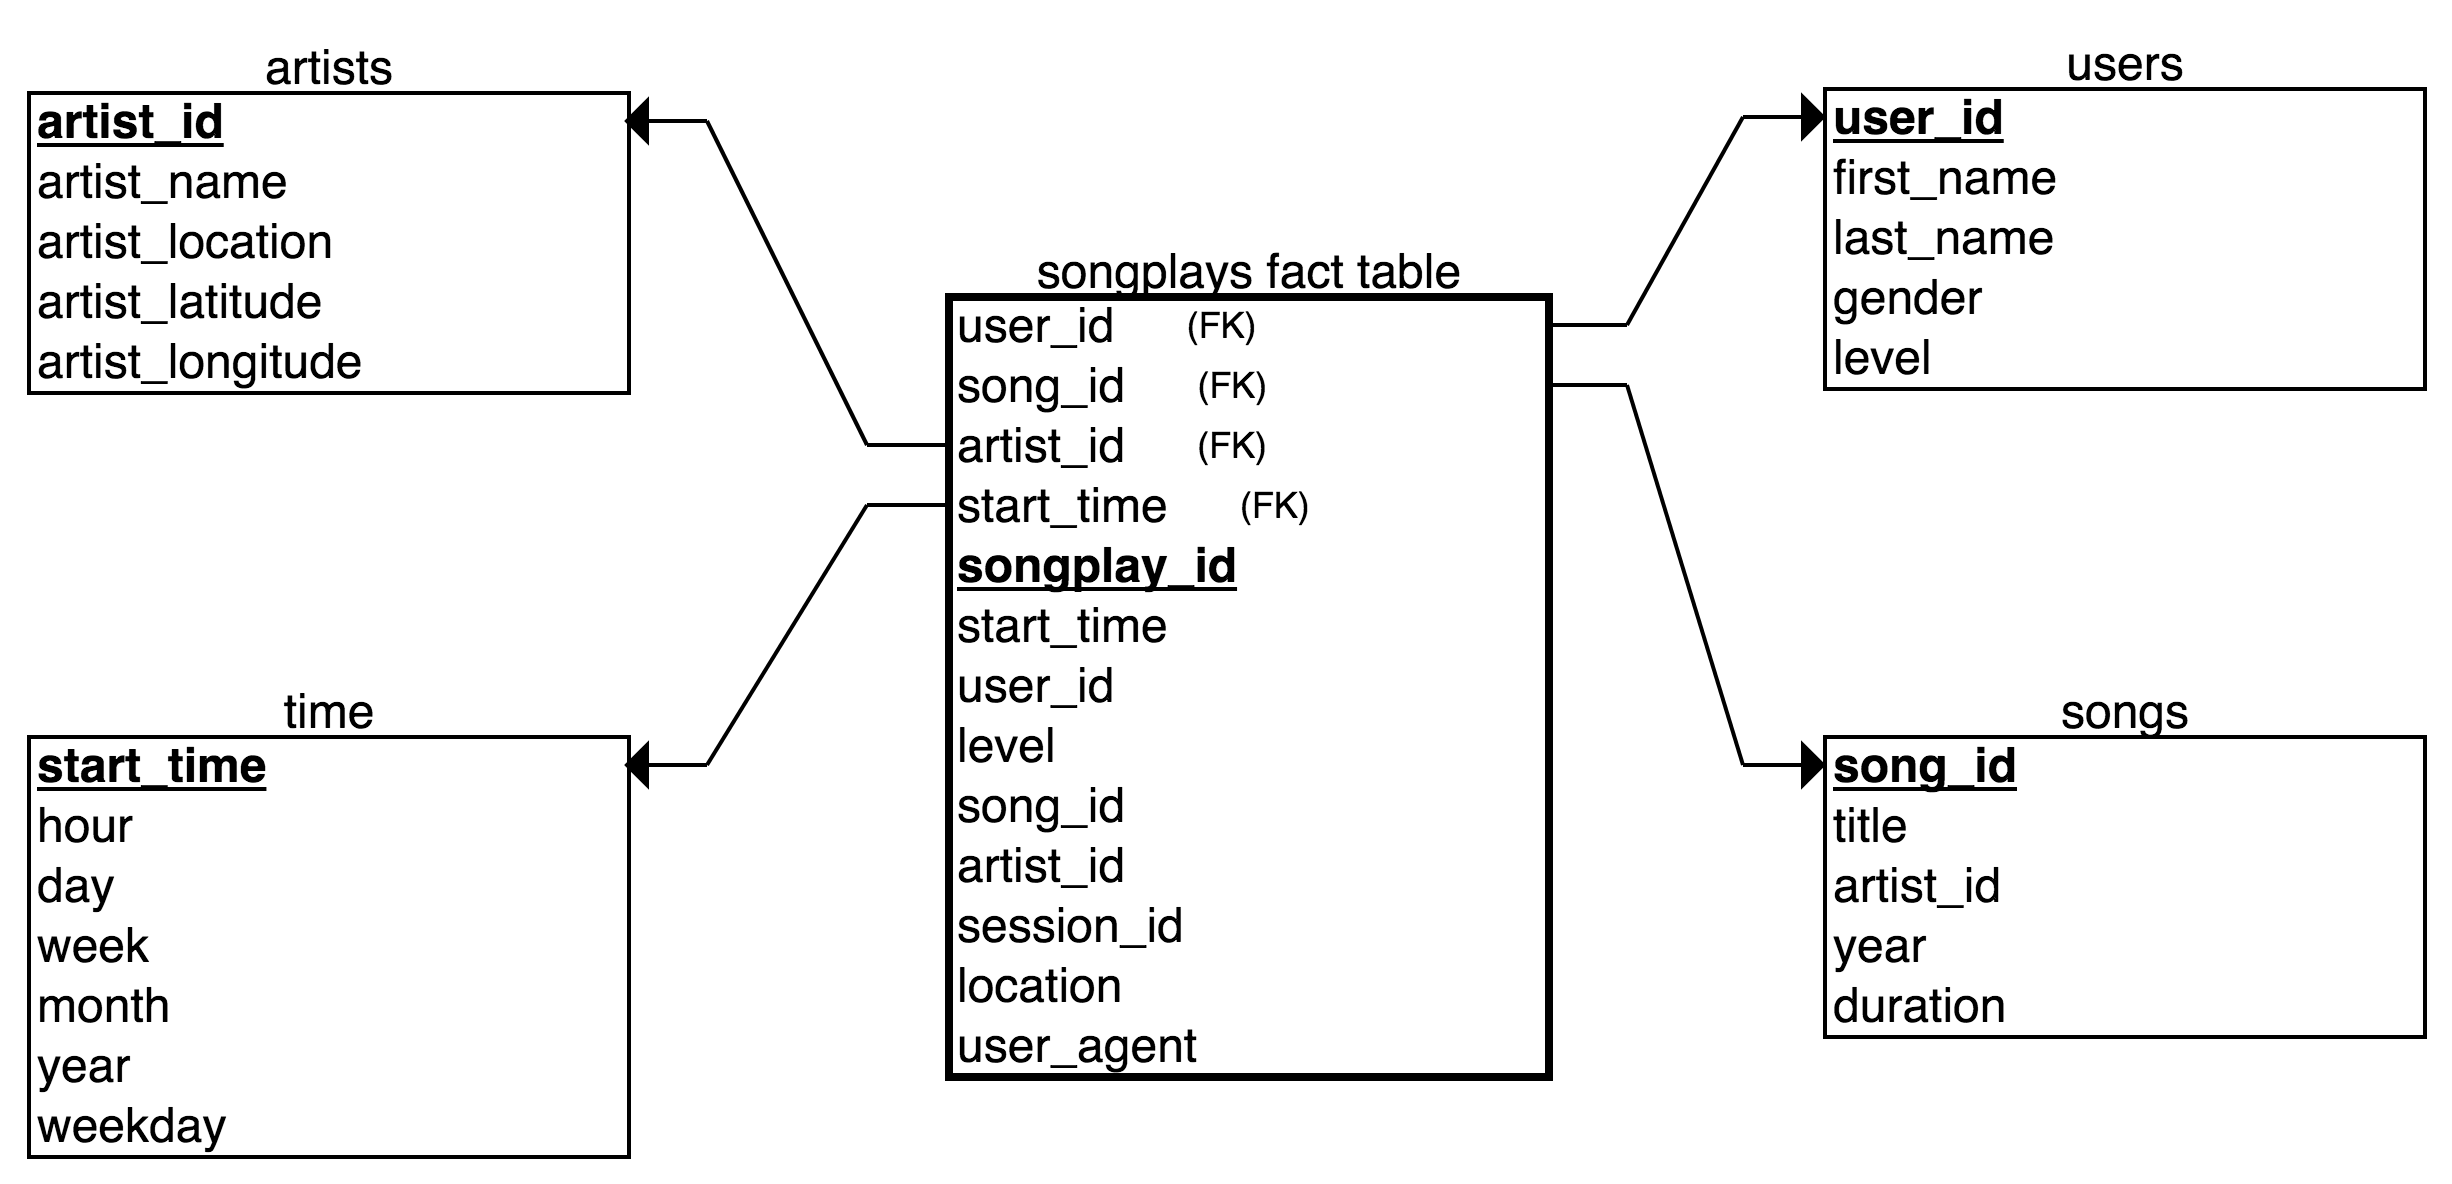 artists
artist_id
artist_name
artist_location
artist_latitude
artist_longitude
users
user_id
first_name
last_name
gender
level
songplays fact table
user_id (FK)
song_id (FK)
artist_id (FK)
start_time (FK)
songplay_id
start_time
user_id
level
song_id
artist_id
session_id
location
user_agent
time
start_time
hour
day
week
month
year
weekday
songs
song_id
title
artist_id
year
duration